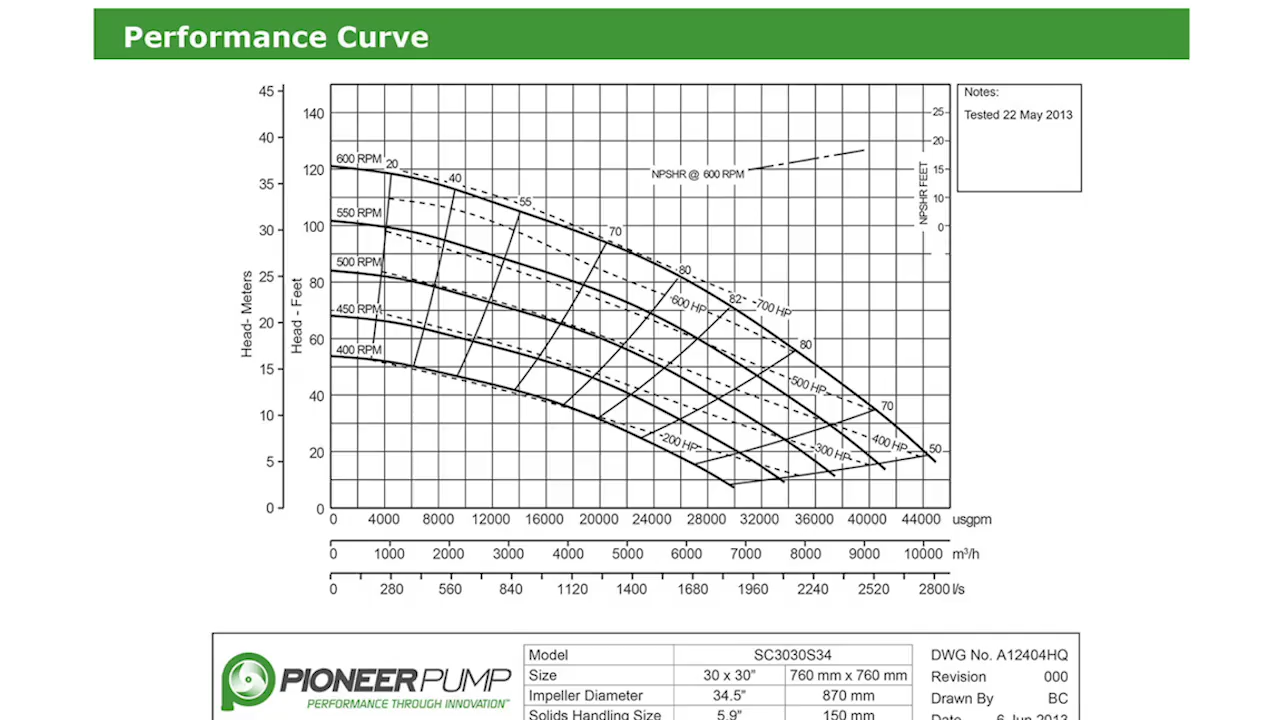 Performance Curve
Notes:
Tested 22 May 2013
45
40
35
30
25
20
15
10
5
0
Head- Meters
140
120
100
80
60
40
20
0
Head - Feet
25
20
15
10
0
NPSHR FEET
NPSHR @ 600 RPM
600 RPM
550 RPM
500 RPM
450 RPM
400 RPM
20
40
55
70
80
82
80
70
50
700 HP
600 HP
500 HP
400 HP
300 HP
200 HP
0 4000 8000 12000 16000 20000 24000 28000 32000 36000 40000 44000 usgpm
0 1000 2000 3000 4000 5000 6000 7000 8000 9000 10000 m³/h
0 280 560 840 1120 1400 1680 1960 2240 2520 2800 l/s
PIONEERPUMP
PERFORMANCE THROUGH INNOVATION™
Model SC3030S34
Size 30 x 30" 760 mm x 760 mm
Impeller Diameter 34.5" 870 mm
Solids Handling Size 5.9" 150 mm
DWG No. A12404HQ
Revision 000
Drawn By BC
Date 6 Jun 2013